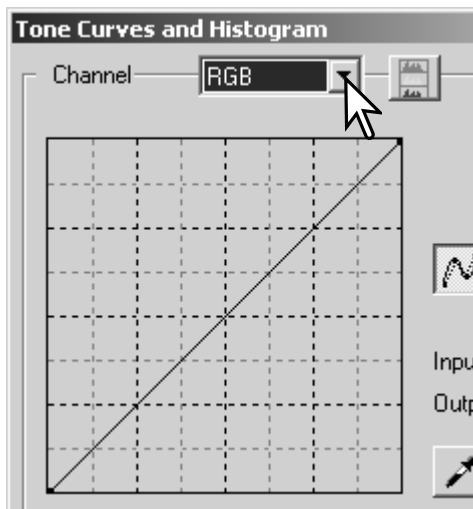 Tone Curves and Histogram
Channel
RGB
Inpu
Outp